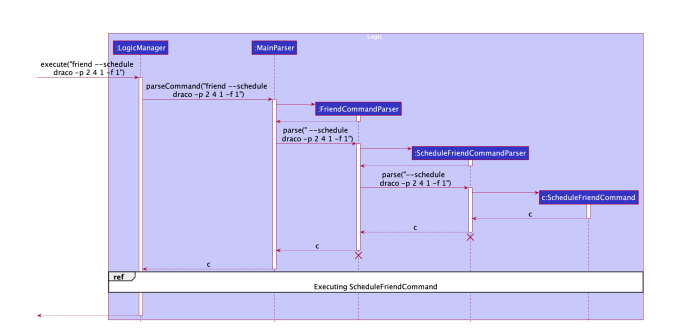 Logic
:LogicManager
:MainParser
execute("friend --schedule
draco -p 2 4 1 -f 1")
parseCommand("friend --schedule
draco -p 2 4 1 -f 1")
:FriendCommandParser
parse(" --schedule
draco -p 2 4 1 -f 1")
:ScheduleFriendCommandParser
parse("--schedule
draco -p 2 4 1 -f 1")
c:ScheduleFriendCommand
c
c
c
c
ref
Executing ScheduleFriendCommand